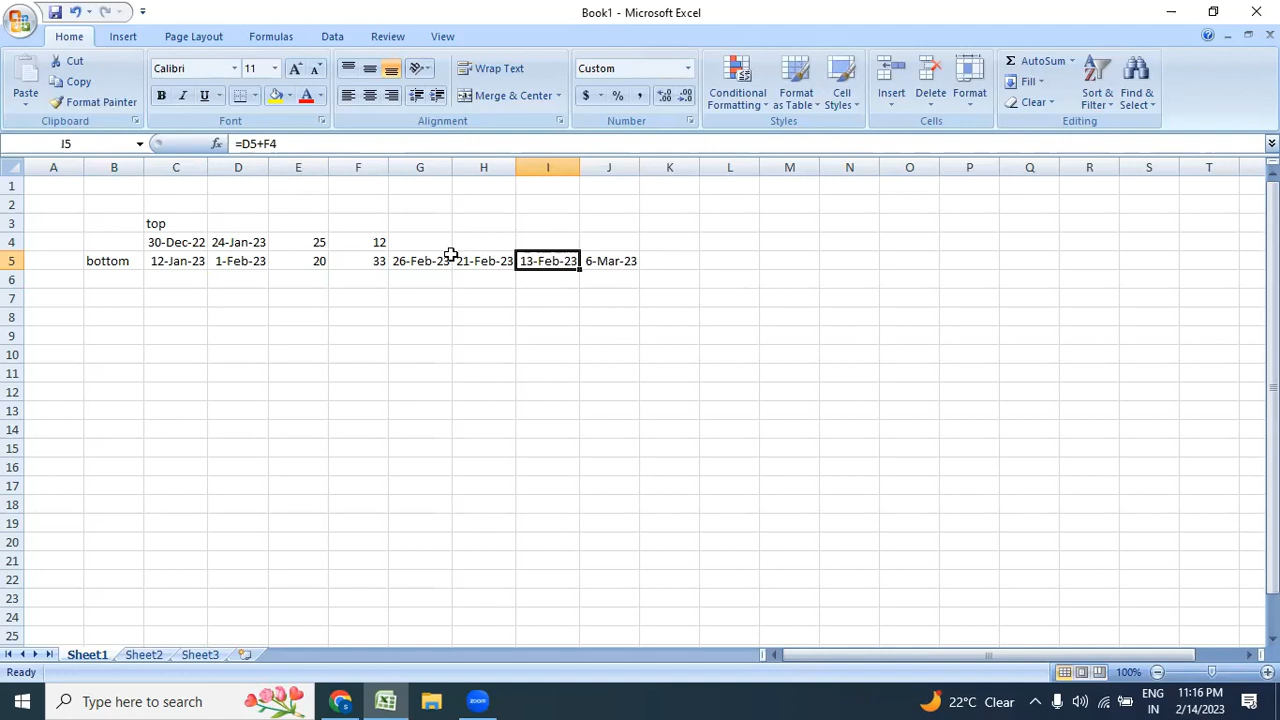 Book1 - Microsoft Excel
Home Insert Page Layout Formulas Data Review View
Paste
Cut
Copy
Format Painter
Clipboard
Calibri 11
B I U
Font
Wrap Text
Merge & Center
Alignment
Custom
$ % ,
Number
Conditional Formatting
Format as Table
Cell Styles
Styles
Insert Delete Format
Cells
Σ AutoSum
Fill
Clear
Sort & Filter
Find & Select
Editing
J5 fx =D5+F4
A B C D E F G H I J K L M N O P Q R S T
1
2
3 top
4 30-Dec-22 24-Jan-23 25 12
5 bottom 12-Jan-23 1-Feb-23 20 33 26-Feb-23 21-Feb-23 13-Feb-23 6-Mar-23
6
7
8
9
10
11
12
13
14
15
16
17
18
19
20
21
22
23
24
25
Sheet1 Sheet2 Sheet3
Ready 100%
Type here to search
22°C Clear
ENG
IN
11:16 PM
2/14/2023